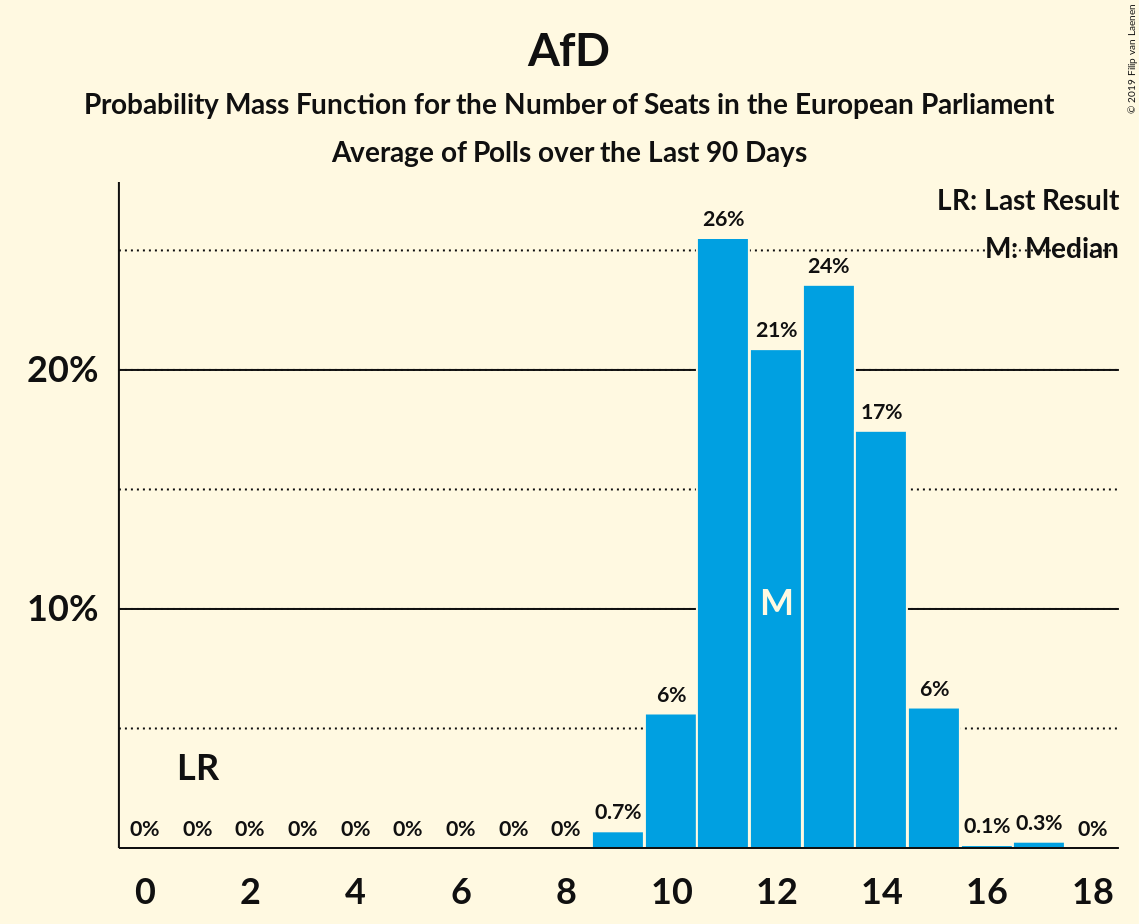 AfD
Probability Mass Function for the Number of Seats in the European Parliament
Average of Polls over the Last 90 Days
© 2019 Filip van Laenen
LR: Last Result
M: Median
26%
24%
21%
20%
17%
M
10%
6%
6%
LR
0% 0% 0% 0% 0% 0% 0% 0% 0% 0.7% 0.1% 0.3% 0%
0 2 4 6 8 10 12 14 16 18